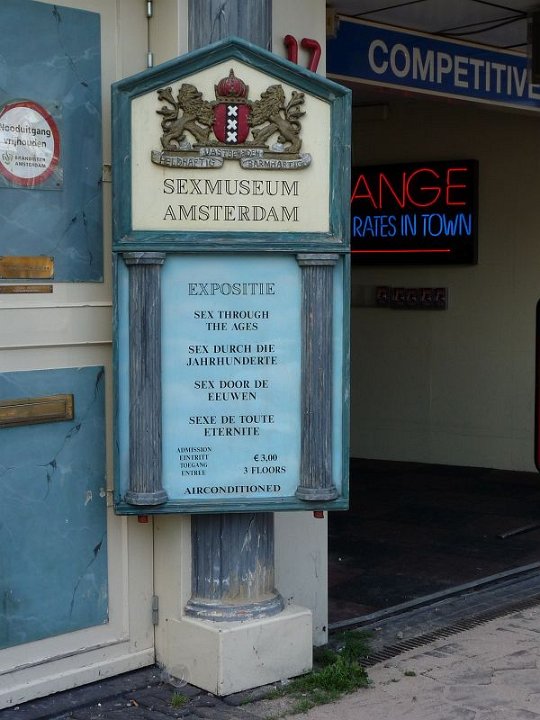 17
COMPETITIVE
Nooduitgang
vrijhouden
BRANDWEER
AMSTERDAM
VASTBERADEN
HELDHAFTIG
BARMHARTIG
SEXMUSEUM
AMSTERDAM
ANGE
RATES IN TOWN
EXPOSITIE
SEX THROUGH
THE AGES
SEX DURCH DIE
JAHRHUNDERTE
SEX DOOR DE
EEUWEN
SEXE DE TOUTE
ETERNITE
ADMISSION
EINTRITT
TOEGANG
ENTREE
€ 3,00
3 FLOORS
AIRCONDITIONED